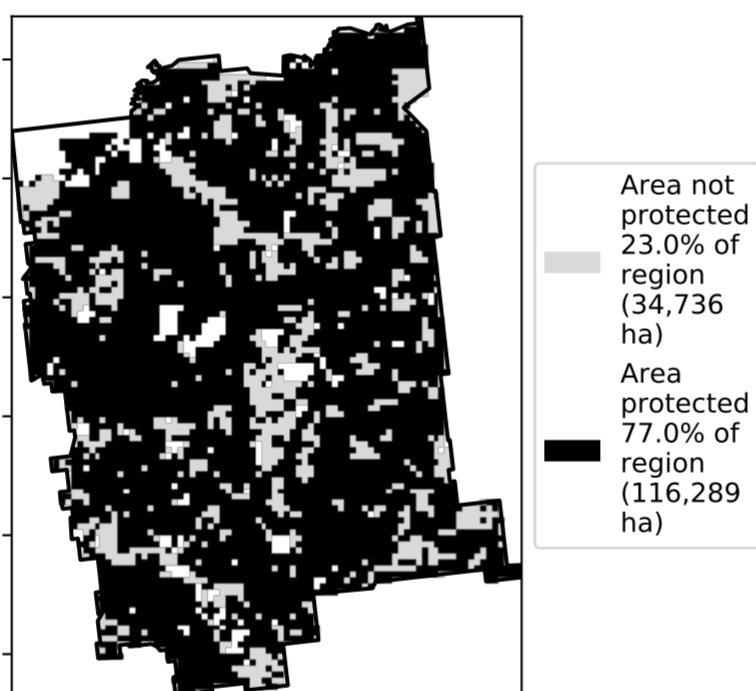 Area not
protected
23.0% of
region
(34,736
ha)
Area
protected
77.0% of
region
(116,289
ha)